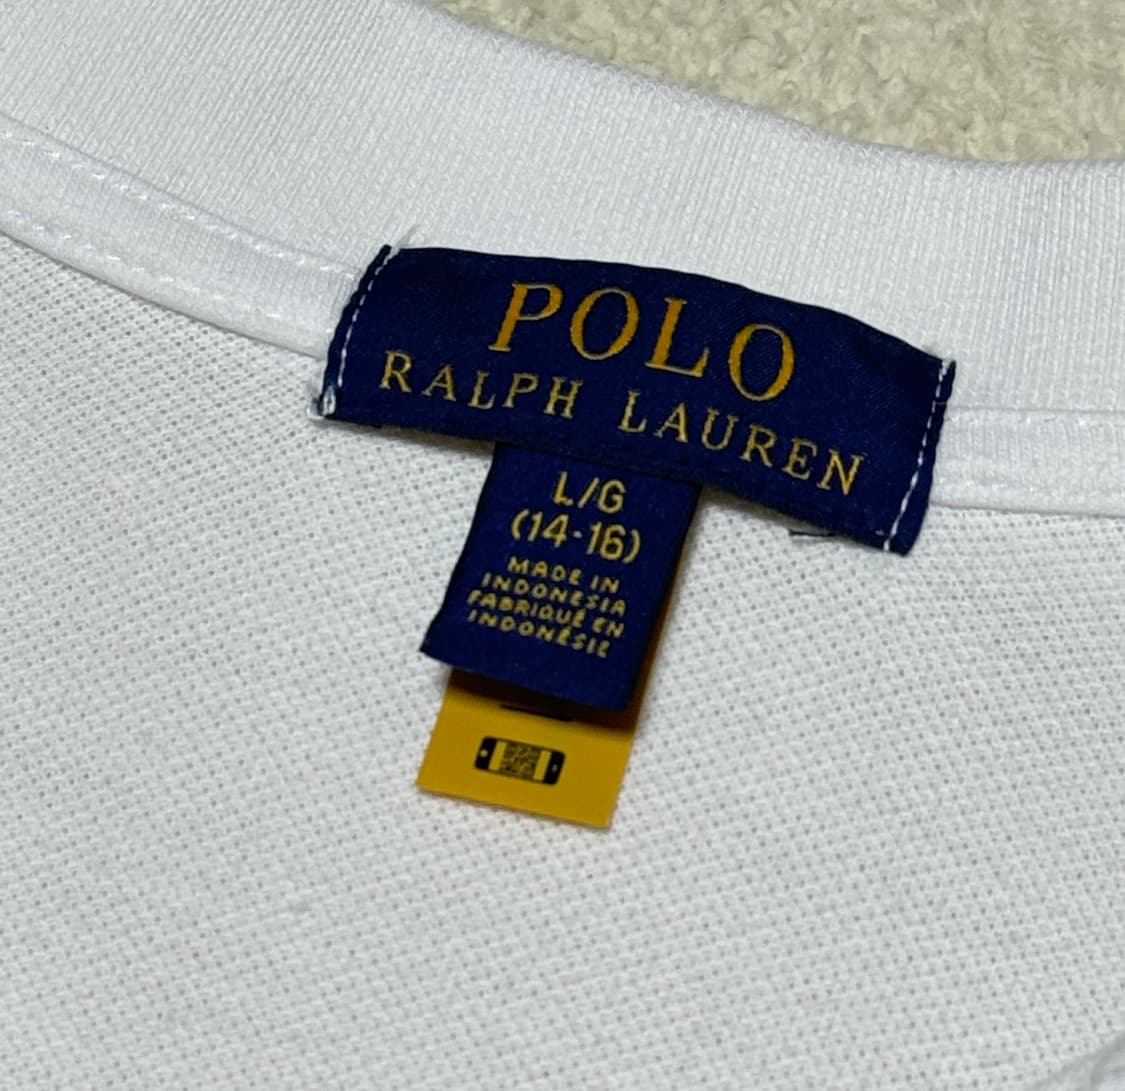 POLO
RALPH LAUREN
L/G
(14-16)
MADE IN
INDONESIA
FABRIQUÉ EN
INDONÉSIE